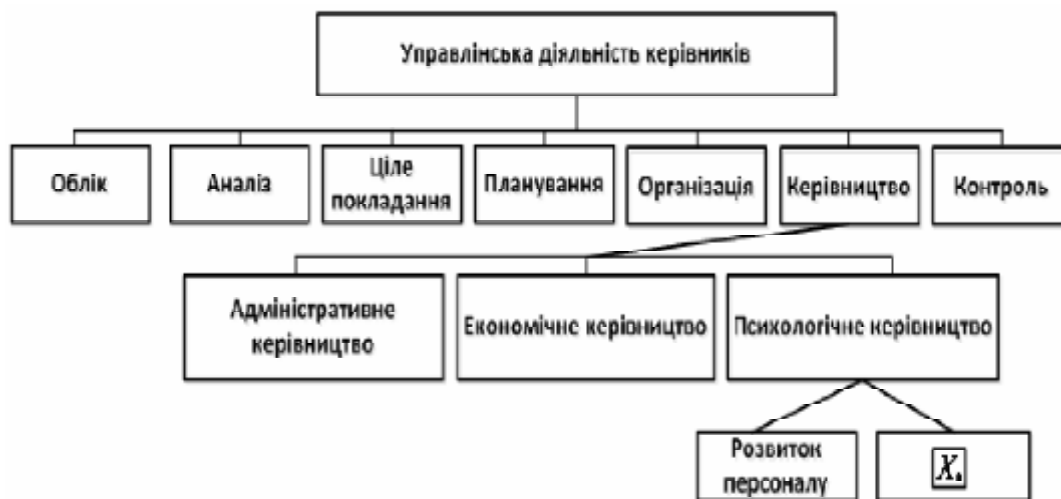 Управлінська діяльність керівників
Облік
Аналіз
Ціле
покладання
Планування
Організація
Керівництво
Контроль
Адміністративне
керівництво
Економічне керівництво
Психологічне керівництво
Розвиток
персоналу
X.